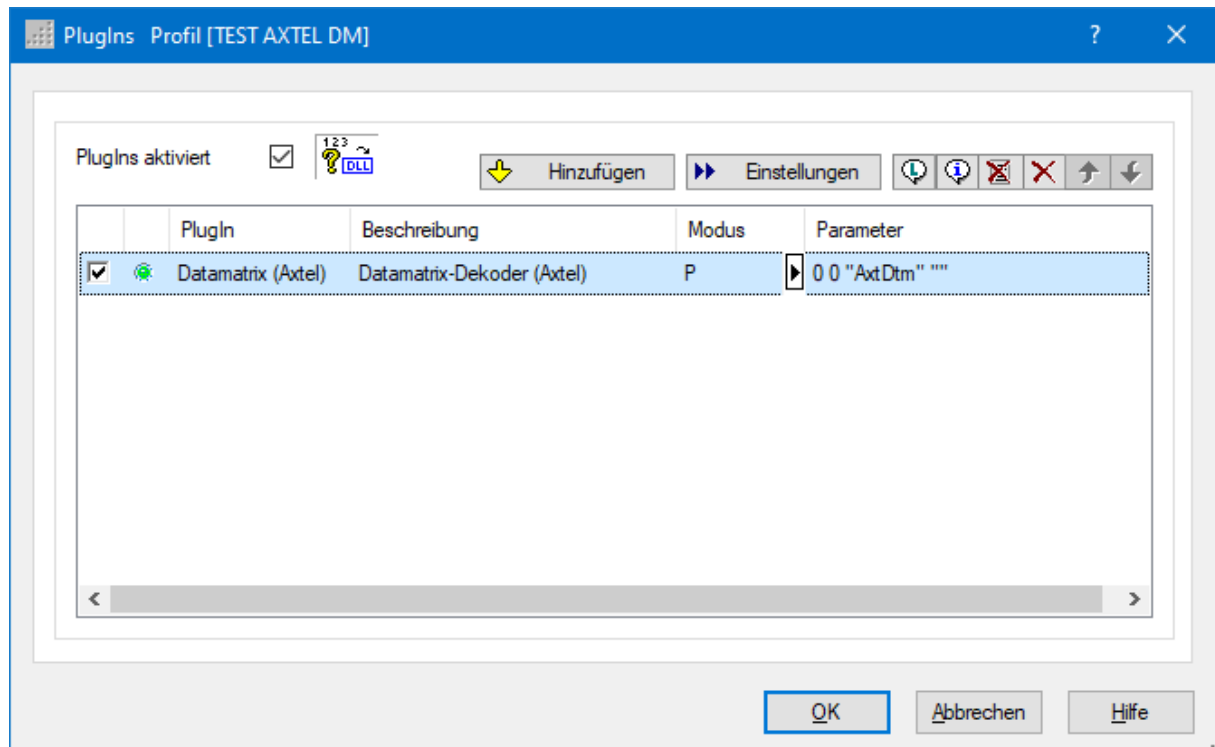 PlugIns Profil [TEST AXTEL DM] ?
PlugIns aktiviert 123 ? DLL Hinzufügen Einstellungen L i
PlugIn Beschreibung Modus Parameter
Datamatrix (Axtel) Datamatrix-Dekoder (Axtel) P 0 0 "AxtDtm" ""
OK Abbrechen Hilfe